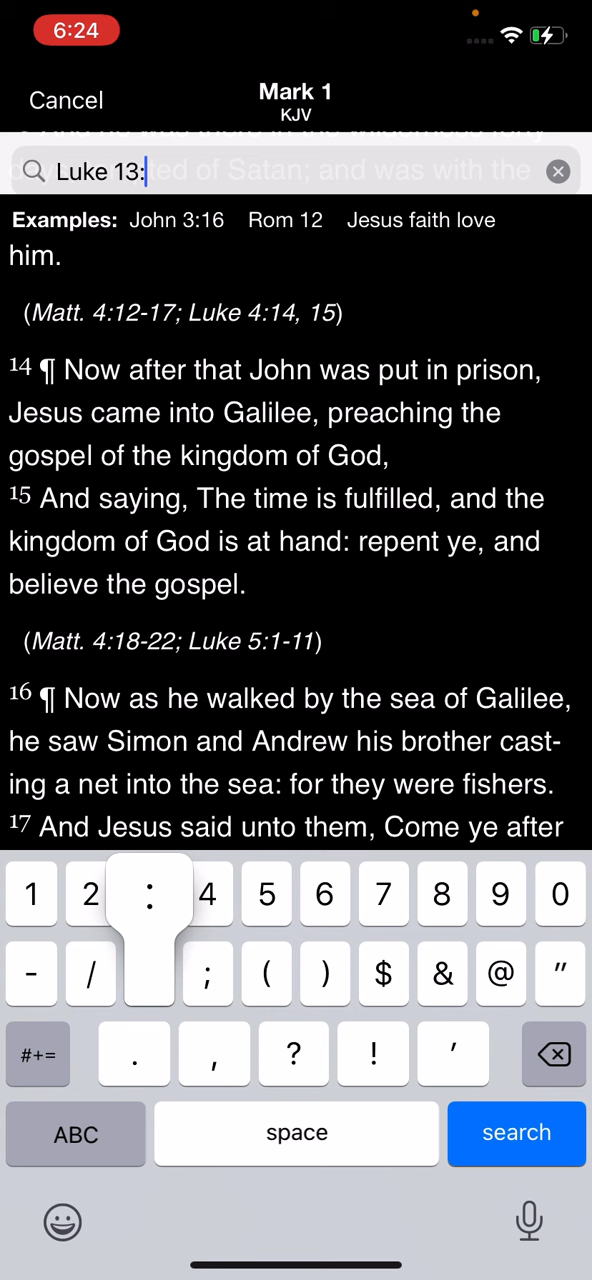 6:24
Cancel
Mark 1
KJV
of Satan; and was with the
Luke 13:
Examples: John 3:16 Rom 12 Jesus faith love
him.
(Matt. 4:12-17; Luke 4:14, 15)
14 ¶ Now after that John was put in prison,
Jesus came into Galilee, preaching the
gospel of the kingdom of God,
15 And saying, The time is fulfilled, and the
kingdom of God is at hand: repent ye, and
believe the gospel.
(Matt. 4:18-22; Luke 5:1-11)
16 ¶ Now as he walked by the sea of Galilee,
he saw Simon and Andrew his brother cast-
ing a net into the sea: for they were fishers.
17 And Jesus said unto them, Come ye after
1 2 : 4 5 6 7 8 9 0
- / ; ( ) $ & @ "
#+= . , ? ! '
ABC space search